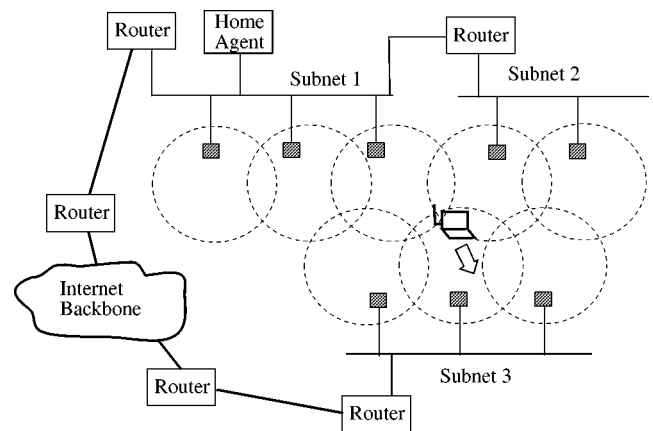 Router
Home
Agent
Router
Subnet 1
Subnet 2
Router
Internet
Backbone
Router
Router
Subnet 3